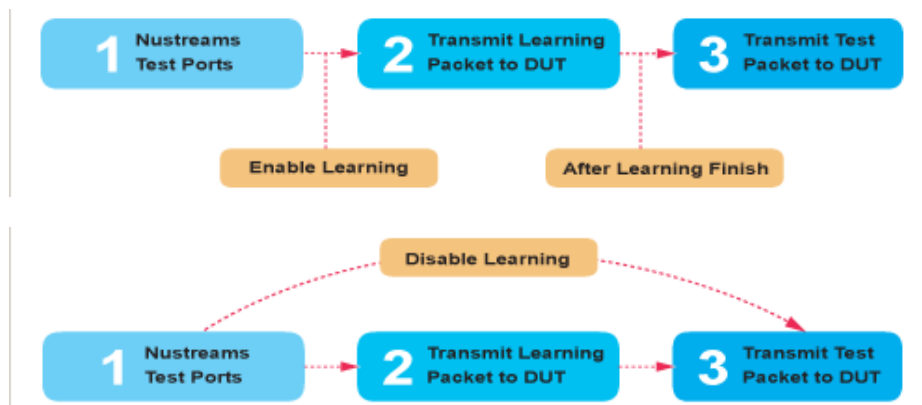 1 Nustreams
Test Ports
2 Transmit Learning
Packet to DUT
3 Transmit Test
Packet to DUT
Enable Learning
After Learning Finish
Disable Learning
1 Nustreams
Test Ports
2 Transmit Learning
Packet to DUT
3 Transmit Test
Packet to DUT